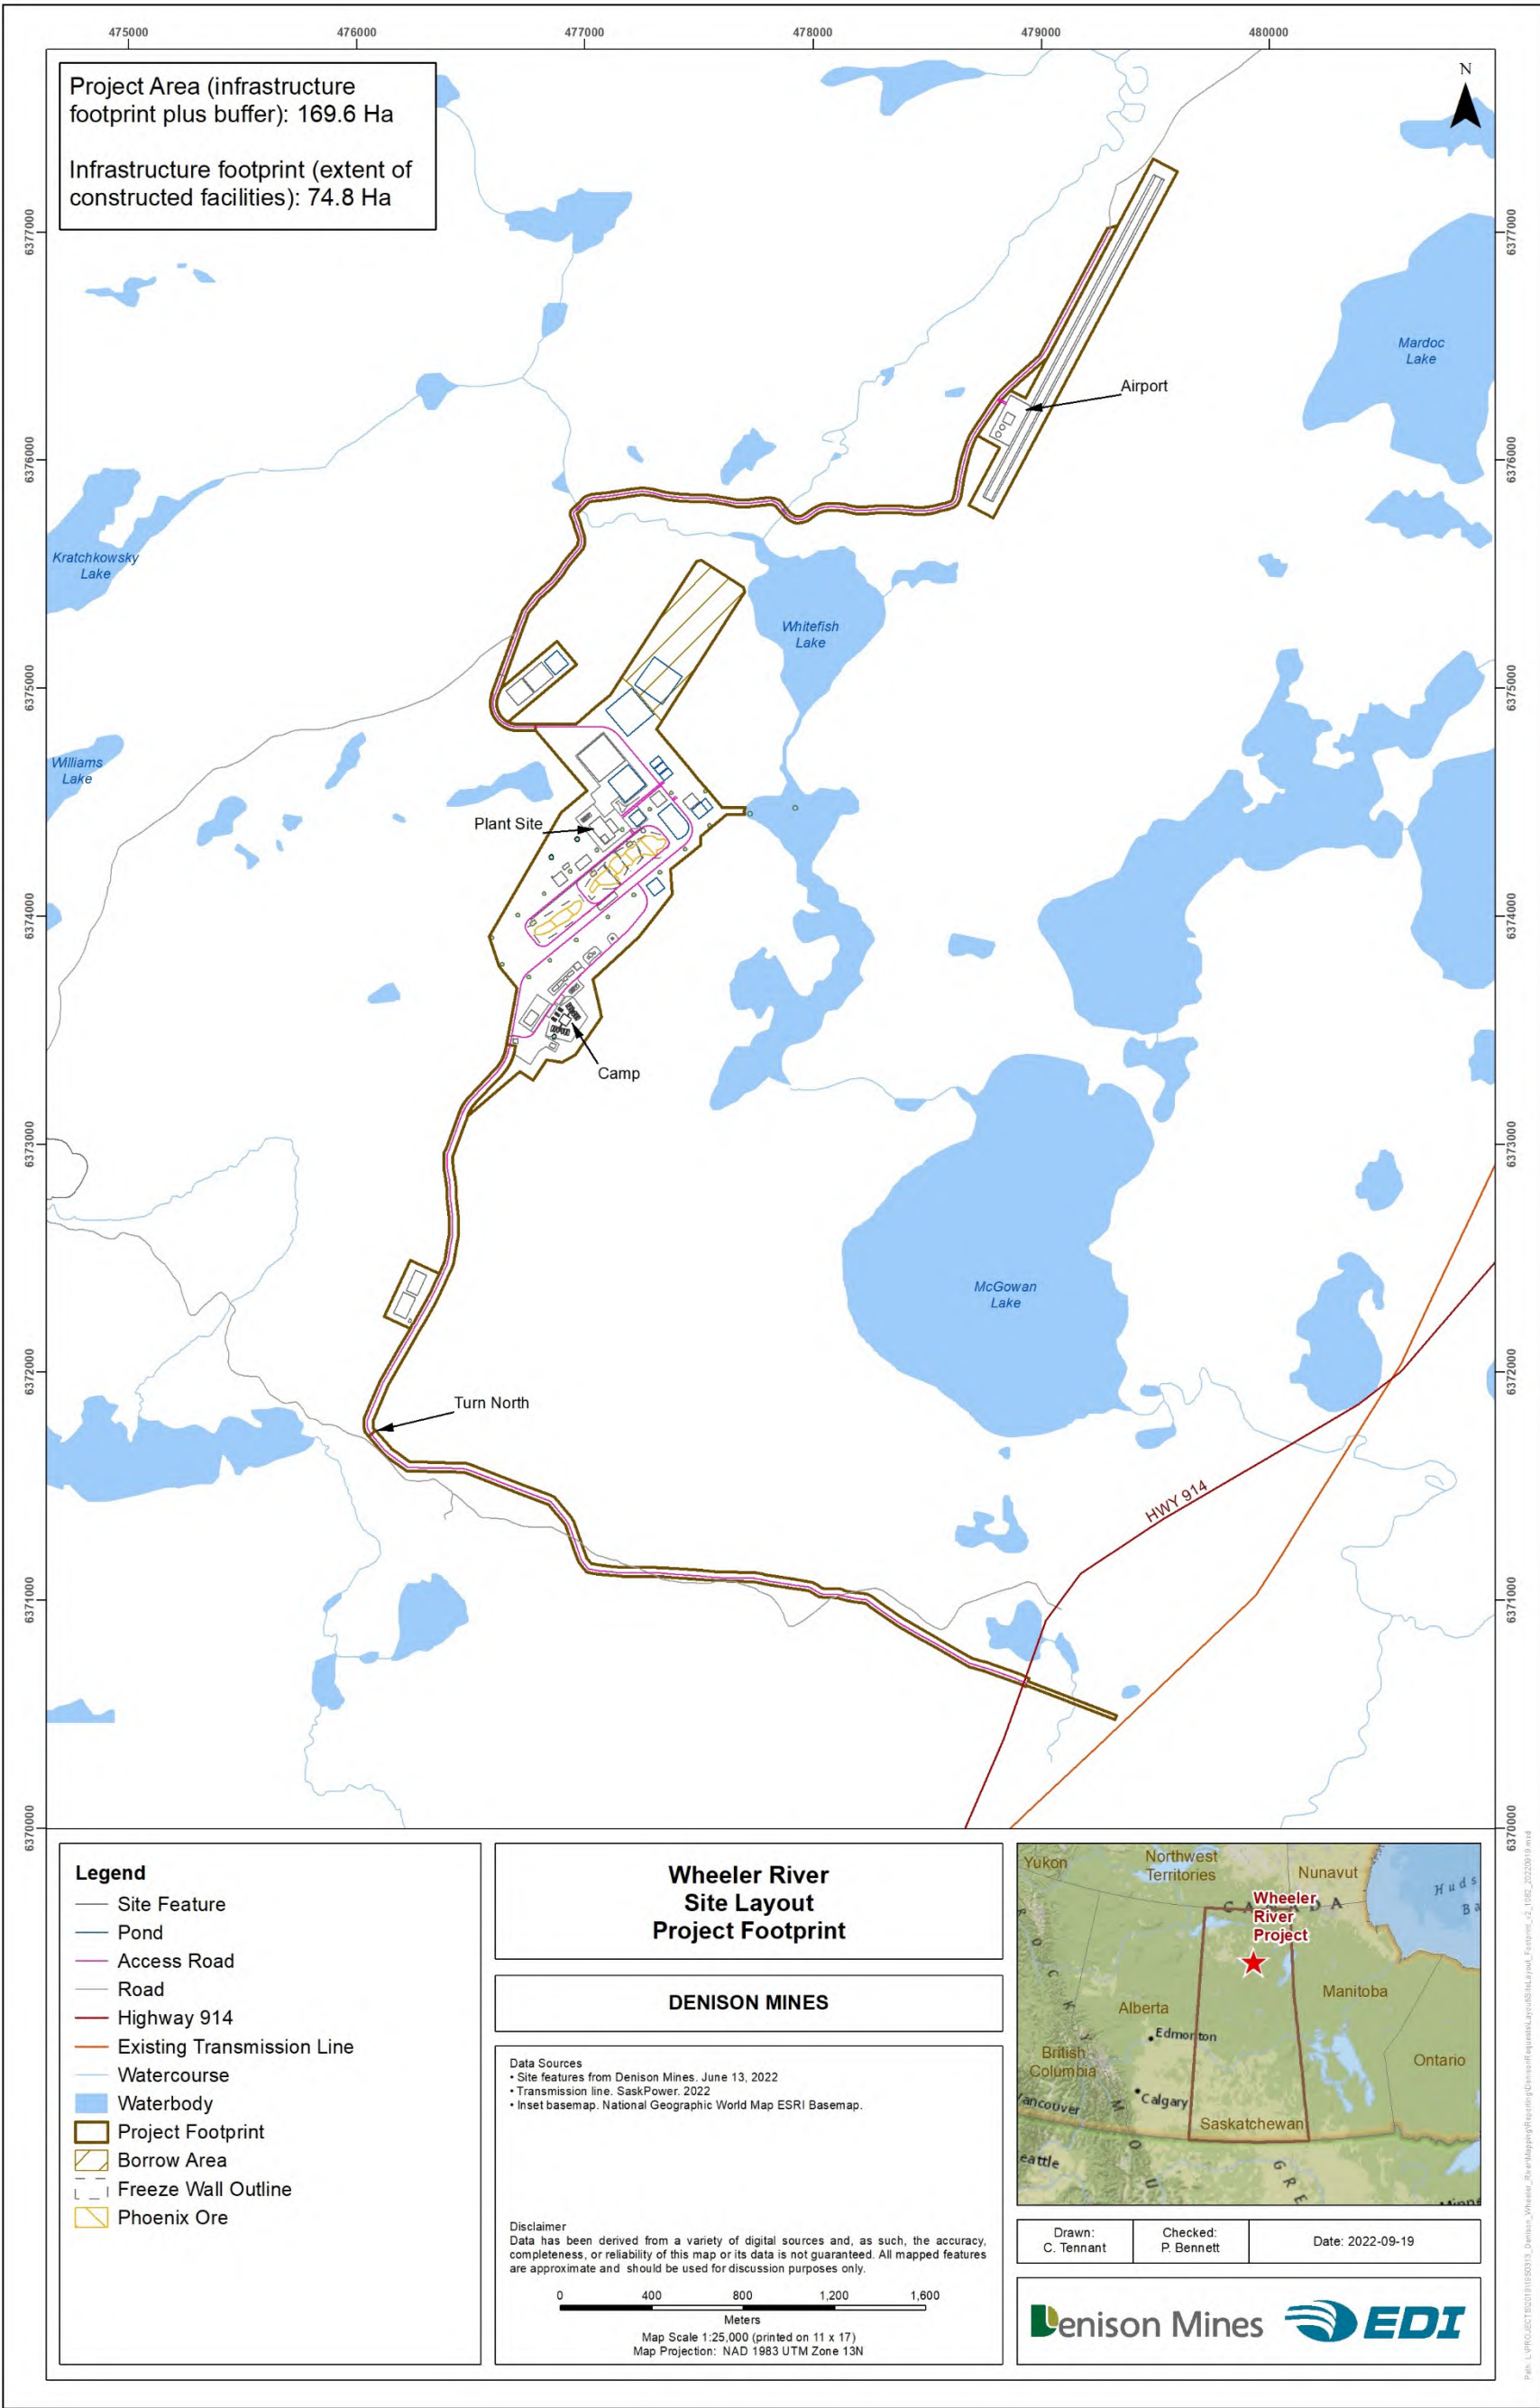 475000
476000
477000
478000
479000
480000
Project Area (infrastructure
footprint plus buffer): 169.6 Ha
Infrastructure footprint (extent of
constructed facilities): 74.8 Ha
N
6377000
6377000
Mardoc
Lake
Airport
6376000
6376000
Kratchkowsky
Lake
Whitefish
Lake
6375000
6375000
Williams
Lake
Plant Site
6374000
6374000
Camp
6373000
6373000
McGowan
Lake
6372000
6372000
Turn North
HWY 914
6371000
6371000
6370000
6370000
Legend
Site Feature
Pond
Access Road
Road
Highway 914
Existing Transmission Line
Watercourse
Waterbody
Project Footprint
Borrow Area
Freeze Wall Outline
Phoenix Ore
Wheeler River
Site Layout
Project Footprint
DENISON MINES
Data Sources
• Site features from Denison Mines. June 13, 2022
• Transmission line. SaskPower. 2022
• Inset basemap. National Geographic World Map ESRI Basemap.
Disclaimer
Data has been derived from a variety of digital sources and, as such, the accuracy,
completeness, or reliability of this map or its data is not guaranteed. All mapped features
are approximate and should be used for discussion purposes only.
0 400 800 1,200 1,600
Meters
Map Scale 1:25,000 (printed on 11 x 17)
Map Projection: NAD 1983 UTM Zone 13N
Yukon
Northwest
Territories
Nunavut
Huds
Ba
CANADA
Wheeler
River
Project
ROCKY MOU
Alberta
Manitoba
Edmonton
British
Columbia
Ontario
Calgary
Vancouver
Saskatchewan
eattle
GRE
Drawn:
C. Tennant
Checked:
P. Bennett
Date: 2022-09-19
Denison Mines
EDI